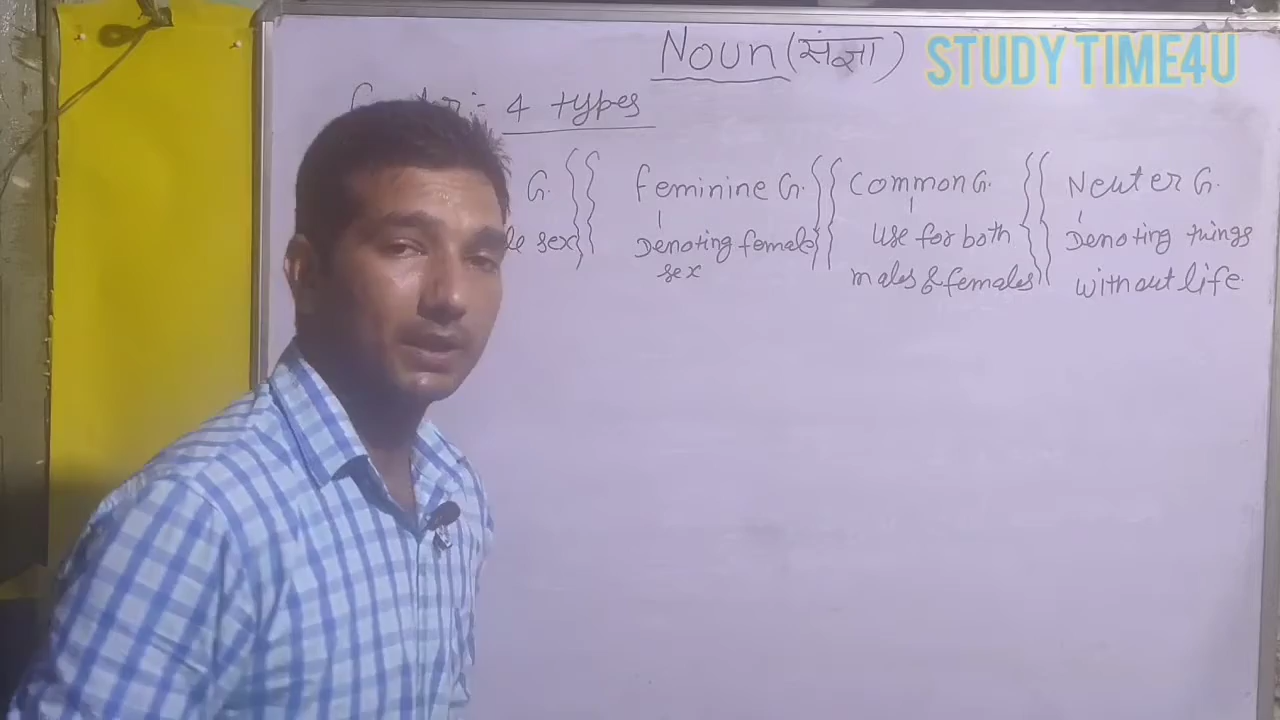 Noun (संज्ञा)
STUDY TIME4U
:- 4 types
G. Feminine G. Common G. Neuter G.
sex Denoting female use for both Denoting things
sex males & females without life.